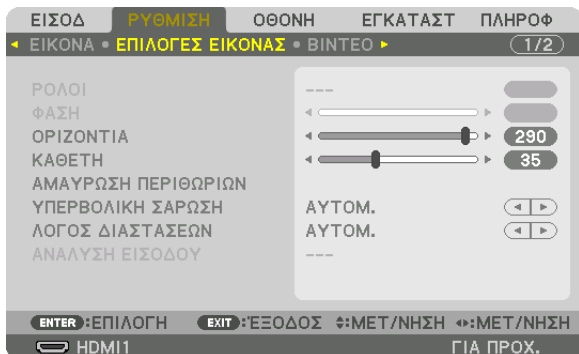 ΕΙΣΟΔ ΡΥΘΜΙΣΗ ΟΘΟΝΗ ΕΓΚΑΤΑΣΤ ΠΛΗΡΟΦ
ΕΙΚΟΝΑ • ΕΠΙΛΟΓΕΣ ΕΙΚΟΝΑΣ • ΒΙΝΤΕΟ 1/2
ΡΟΛΟΙ ---
ΦΑΣΗ
ΟΡΙΖΟΝΤΙΑ 290
ΚΑΘΕΤΗ 35
ΑΜΑΥΡΩΣΗ ΠΕΡΙΘΩΡΙΩΝ
ΥΠΕΡΒΟΛΙΚΗ ΣΑΡΩΣΗ ΑΥΤΟΜ.
ΛΟΓΟΣ ΔΙΑΣΤΑΣΕΩΝ ΑΥΤΟΜ.
ΑΝΑΛΥΣΗ ΕΙΣΟΔΟΥ ---
ENTER :ΕΠΙΛΟΓΗ EXIT :ΈΞΟΔΟΣ :ΜΕΤ/ΝΗΣΗ :ΜΕΤ/ΝΗΣΗ
HDMI1 ΓΙΑ ΠΡΟΧ.